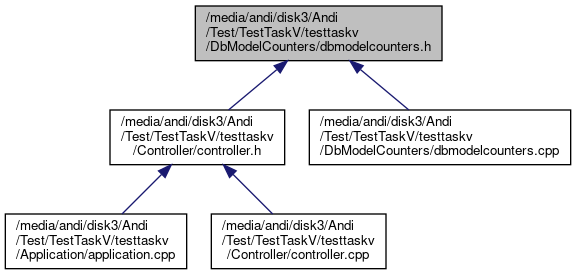 /media/andi/disk3/Andi
/Test/TestTaskV/testtaskv
/DbModelCounters/dbmodelcounters.h
/media/andi/disk3/Andi
/Test/TestTaskV/testtaskv
/Controller/controller.h
/media/andi/disk3/Andi
/Test/TestTaskV/testtaskv
/DbModelCounters/dbmodelcounters.cpp
/media/andi/disk3/Andi
/Test/TestTaskV/testtaskv
/Application/application.cpp
/media/andi/disk3/Andi
/Test/TestTaskV/testtaskv
/Controller/controller.cpp